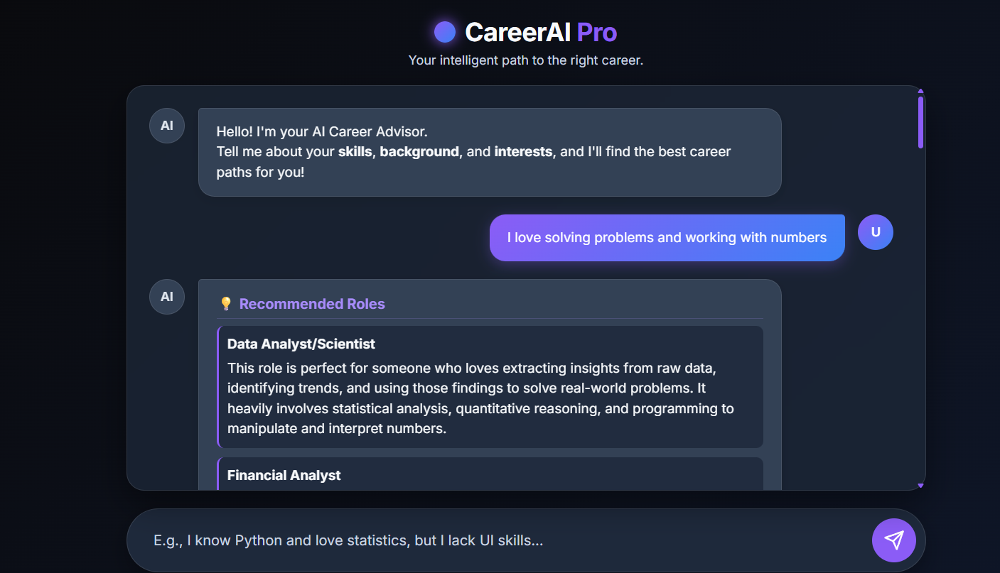 CareerAI Pro
Your intelligent path to the right career.
AI
Hello! I'm your AI Career Advisor.
Tell me about your skills, background, and interests, and I'll find the best career
paths for you!
I love solving problems and working with numbers
U
AI
💡 Recommended Roles
Data Analyst/Scientist
This role is perfect for someone who loves extracting insights from raw data,
identifying trends, and using those findings to solve real-world problems. It
heavily involves statistical analysis, quantitative reasoning, and programming to
manipulate and interpret numbers.
Financial Analyst
E.g., I know Python and love statistics, but I lack UI skills...